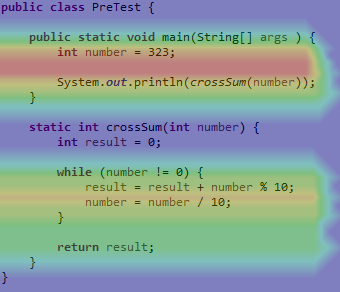 public class PreTest {
public static void main(String[] args ) {
int number = 323;
System.out.println(crossSum(number));
}
static int crossSum(int number) {
int result = 0;
while (number != 0) {
result = result + number % 10;
number = number / 10;
}
return result;
}
}